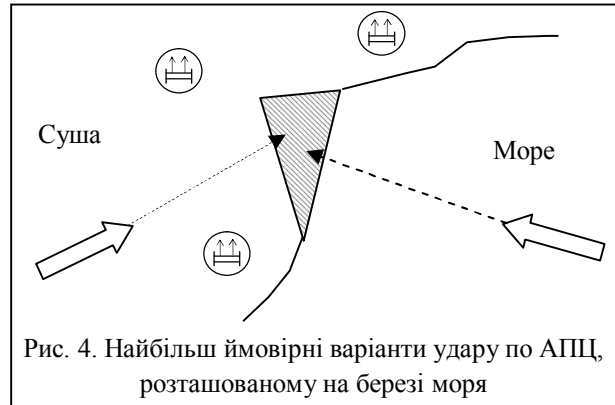 Суша
Море
Рис. 4. Найбільш ймовірні варіанти удару по АПЦ,
розташованому на березі моря